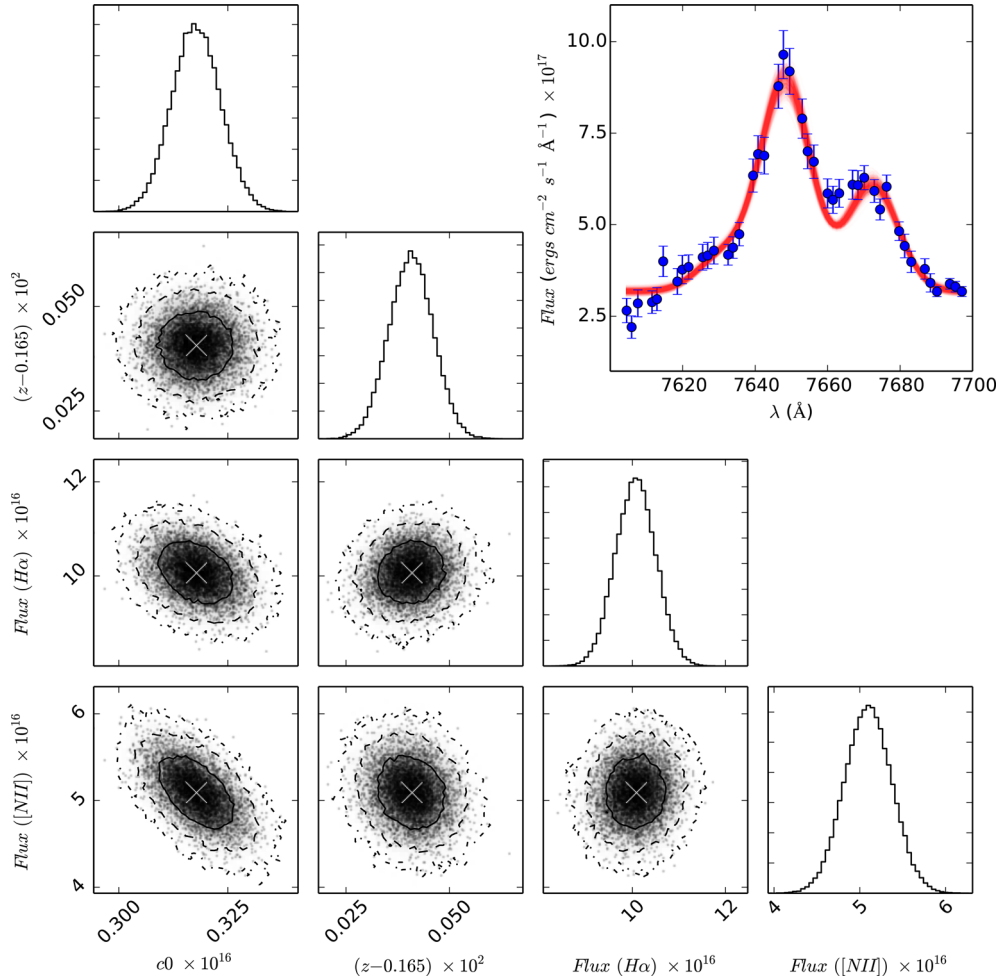 10.0
7.5
5.0
2.5
Flux (ergs cm⁻² s⁻¹ Å⁻¹) ×10¹⁷
7620 7640 7660 7680 7700
λ (Å)
0.050
0.025
(z−0.165) ×10²
12
10
Flux (Hα) ×10¹⁶
6
5
4
Flux ([NII]) ×10¹⁶
0.300 0.325 0.025 0.050 10 12 4 5 6
c0 ×10¹⁶ (z−0.165) ×10² Flux (Hα) ×10¹⁶ Flux ([NII]) ×10¹⁶